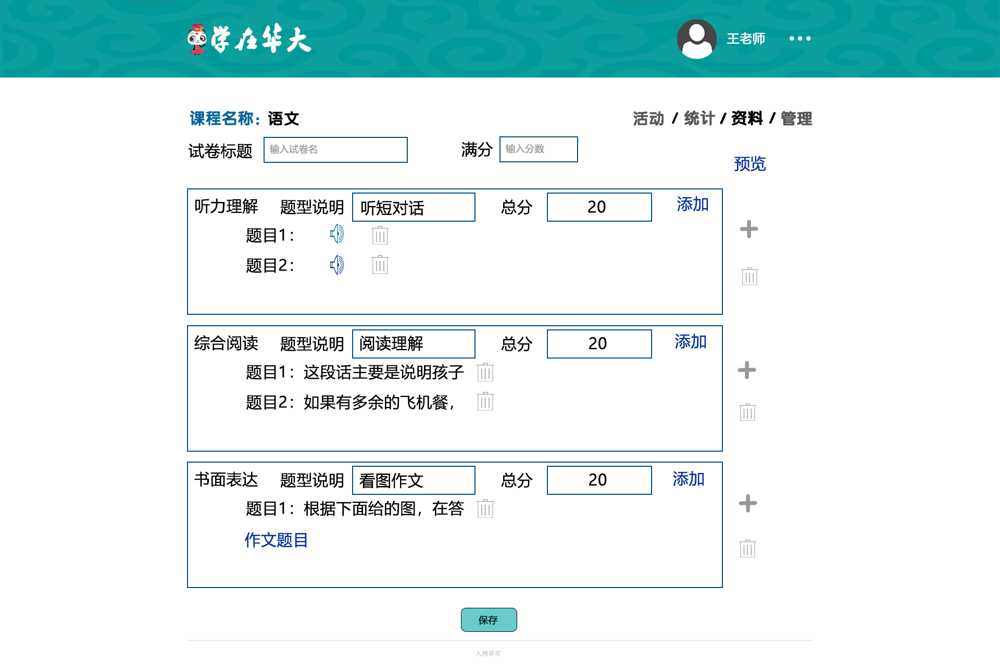 学在华大
王老师
课程名称：语文
活动 / 统计 / 资料 / 管理
试卷标题 输入试卷名 满分 输入分数
预览
听力理解 题型说明 听短对话 总分 20 添加
题目1：
题目2：
综合阅读 题型说明 阅读理解 总分 20 添加
题目1：这段话主要是说明孩子
题目2：如果有多余的飞机餐，
书面表达 题型说明 看图作文 总分 20 添加
题目1：根据下面给的图，在答
作文题目
保存
入网许可